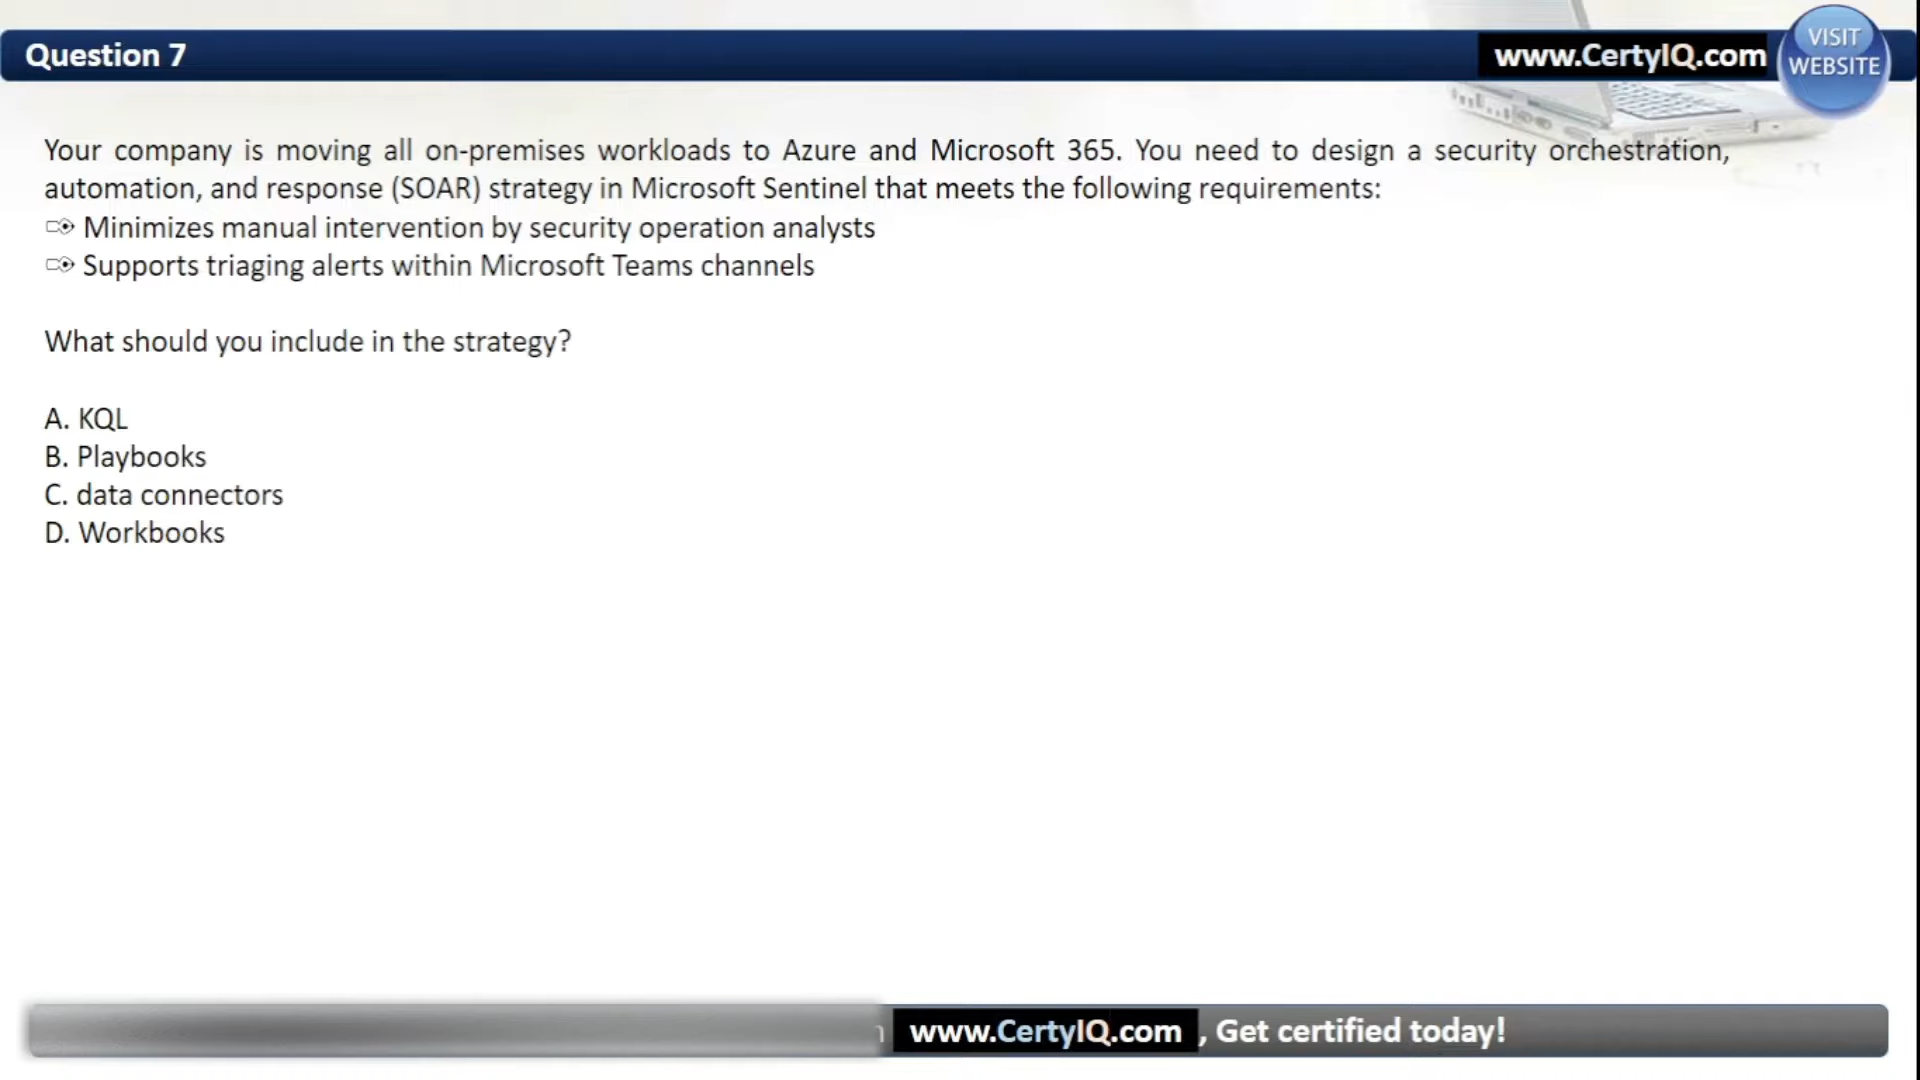 Question 7
www.CertyIQ.com
VISIT
WEBSITE
Your company is moving all on-premises workloads to Azure and Microsoft 365. You need to design a security orchestration,
automation, and response (SOAR) strategy in Microsoft Sentinel that meets the following requirements:
Minimizes manual intervention by security operation analysts
Supports triaging alerts within Microsoft Teams channels
What should you include in the strategy?
A. KQL
B. Playbooks
C. data connectors
D. Workbooks
www.CertyIQ.com , Get certified today!